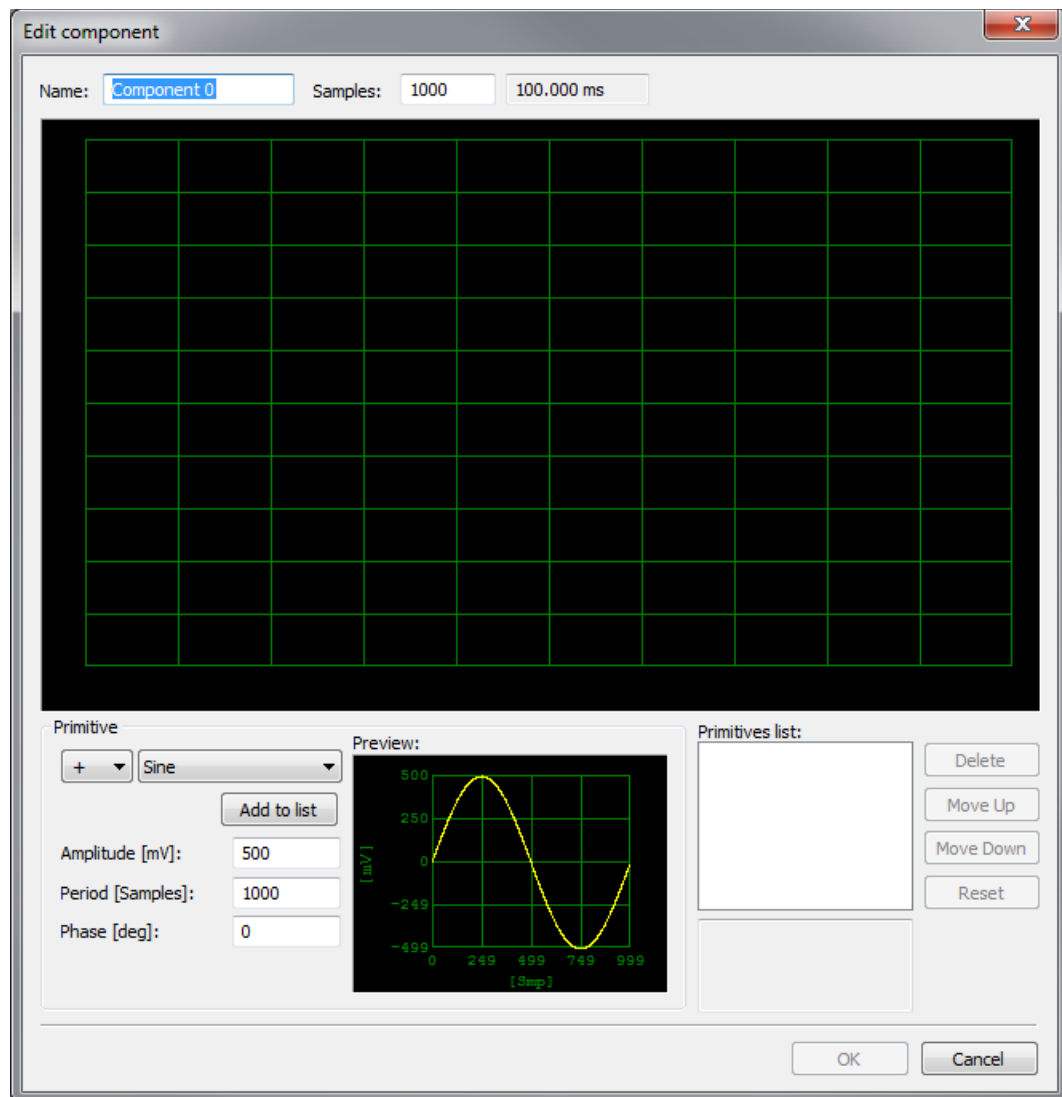 Edit component
Name: Component 0 Samples: 1000 100.000 ms
Primitive
+ Sine
Add to list
Amplitude [mV]: 500
Period [Samples]: 1000
Phase [deg]: 0
Preview:
500
250
0
-249
-499
[mV]
0 249 499 749 999
[Smp]
Primitives list:
Delete
Move Up
Move Down
Reset
OK Cancel